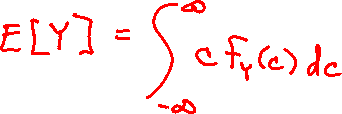 E[Y] = ∫_{-∞}^{∞} c f_Y(c) dc